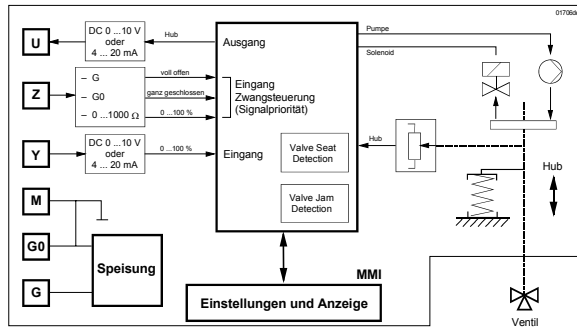 01706de
U
DC 0 ...10 V
oder
4 ... 20 mA
Hub
Ausgang
Pumpe
Solenoid
Z
– G
– G0
– 0...1000 Ω
voll offen
ganz geschlossen
0 ...100 %
Eingang
Zwangsteuerung
(Signalpriorität)
Y
DC 0 ...10 V
oder
4 ... 20 mA
0 ...100 %
Eingang
Valve Seat
Detection
Hub
Valve Jam
Detection
Hub
M
G0
G
Speisung
MMI
Einstellungen und Anzeige
Ventil